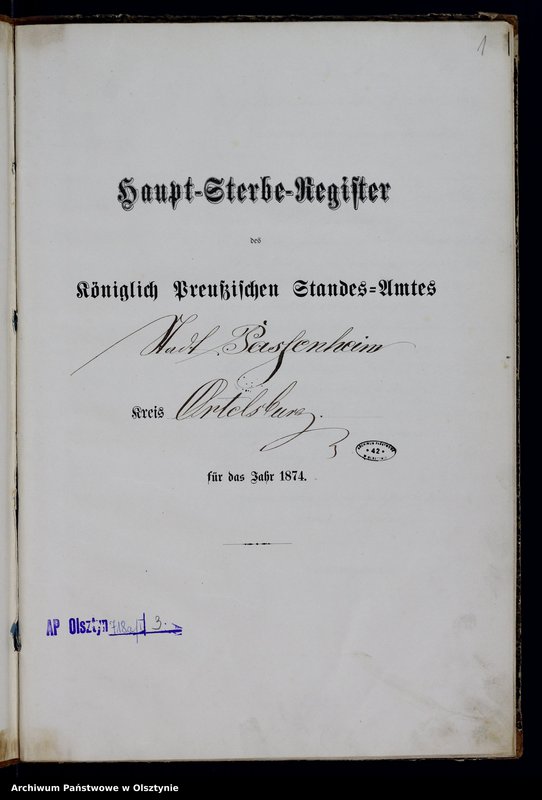 1
Haupt-Sterbe-Register
des
Königlich Preußischen Standes-Amtes
Stadt Passenheim
Kreis Ortelsburg.
42
für das Jahr 1874.
AP Olsztyn 3.
Archiwum Państwowe w Olsztynie